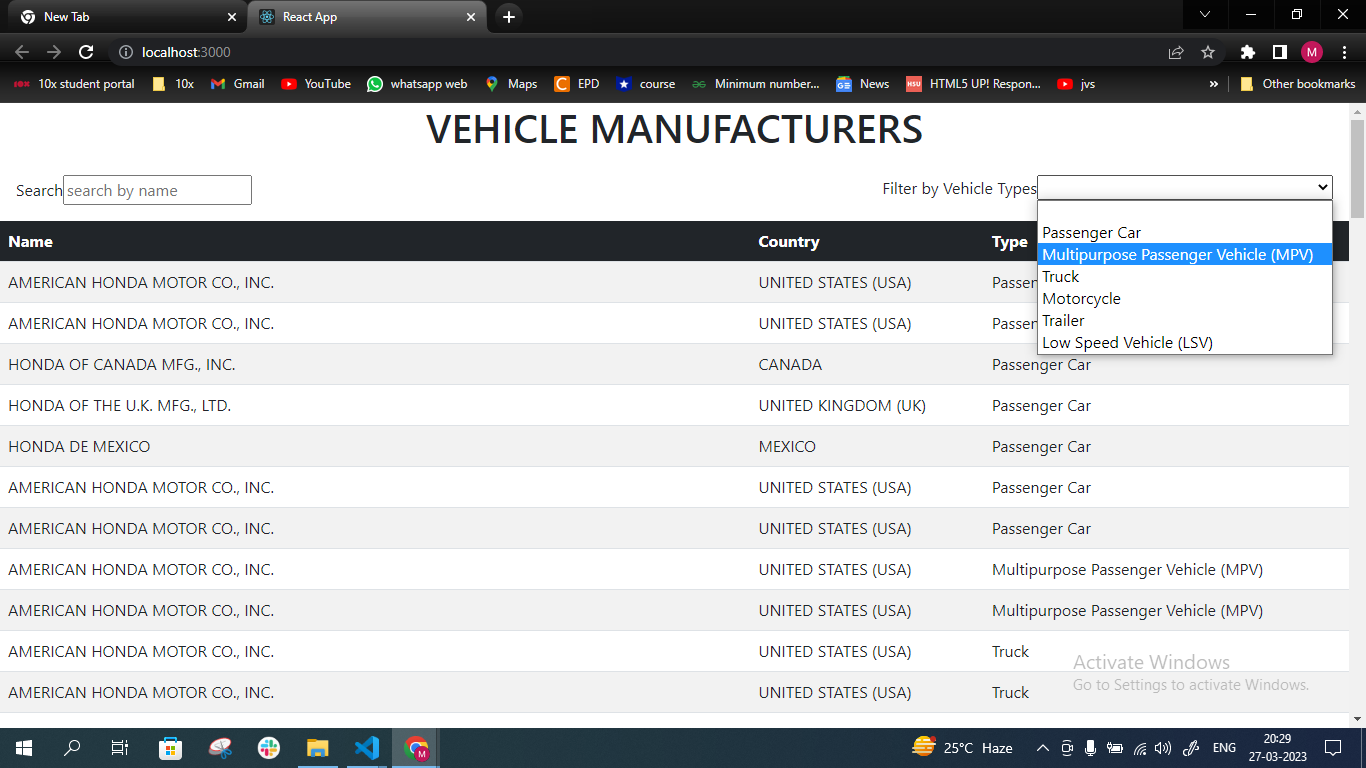 New Tab
React App
localhost:3000
M
10x 10x student portal
10x
Gmail
YouTube
whatsapp web
Maps
C EPD
course
Minimum number...
News
HSU HTML5 UP! Respon...
jvs
»
Other bookmarks
VEHICLE MANUFACTURERS
Search search by name
Filter by Vehicle Types
Passenger Car
Multipurpose Passenger Vehicle (MPV)
Truck
Motorcycle
Trailer
Low Speed Vehicle (LSV)
Name Country Type
AMERICAN HONDA MOTOR CO., INC. UNITED STATES (USA) Passen
AMERICAN HONDA MOTOR CO., INC. UNITED STATES (USA) Passen
HONDA OF CANADA MFG., INC. CANADA Passenger Car
HONDA OF THE U.K. MFG., LTD. UNITED KINGDOM (UK) Passenger Car
HONDA DE MEXICO MEXICO Passenger Car
AMERICAN HONDA MOTOR CO., INC. UNITED STATES (USA) Passenger Car
AMERICAN HONDA MOTOR CO., INC. UNITED STATES (USA) Passenger Car
AMERICAN HONDA MOTOR CO., INC. UNITED STATES (USA) Multipurpose Passenger Vehicle (MPV)
AMERICAN HONDA MOTOR CO., INC. UNITED STATES (USA) Multipurpose Passenger Vehicle (MPV)
AMERICAN HONDA MOTOR CO., INC. UNITED STATES (USA) Truck
AMERICAN HONDA MOTOR CO., INC. UNITED STATES (USA) Truck
Activate Windows
Go to Settings to activate Windows.
M
25°C Haze
ENG
20:29
27-03-2023